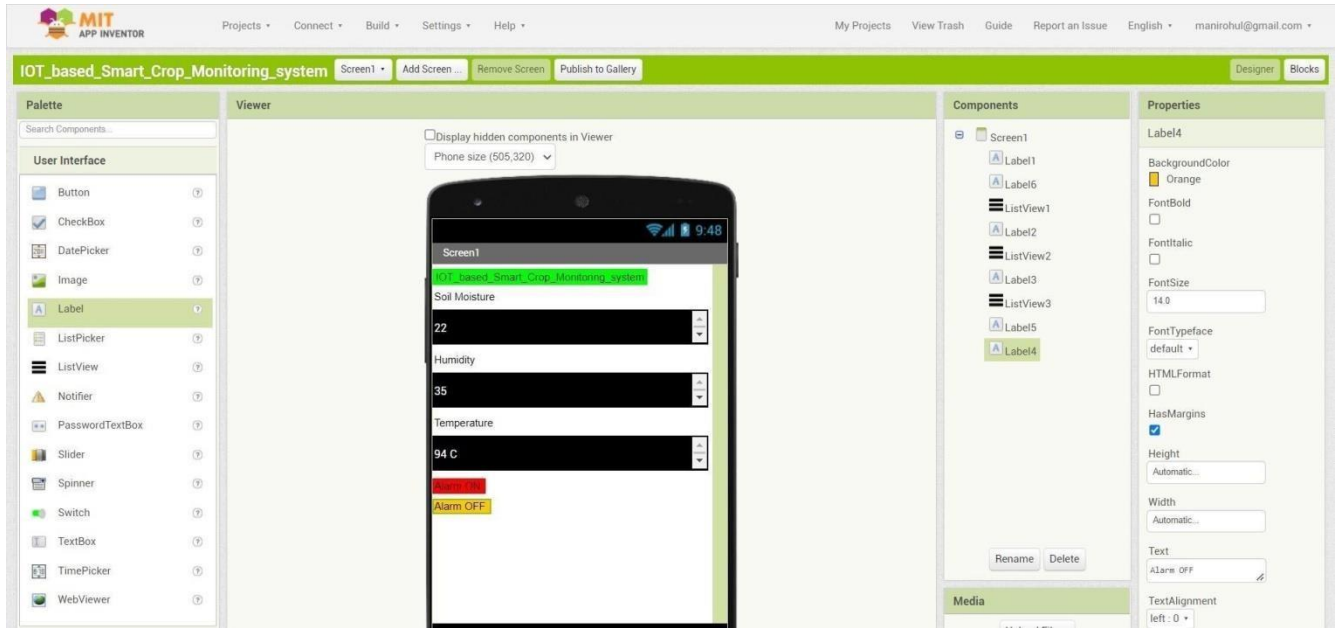 MIT
APP INVENTOR
Projects Connect Build Settings Help My Projects View Trash Guide Report an Issue English manirohul@gmail.com
IOT_based_Smart_Crop_Monitoring_system Screen1 Add Screen ... Remove Screen Publish to Gallery Designer Blocks
Palette
Search Components...
User Interface
Button
CheckBox
DatePicker
Image
Label
ListPicker
ListView
Notifier
PasswordTextBox
Slider
Spinner
Switch
TextBox
TimePicker
WebViewer
Viewer
Display hidden components in Viewer
Phone size (505,320)
9:48
Screen1
IOT_based_Smart_Crop_Monitoring_system
Soil Moisture
22
Humidity
35
Temperature
94 C
Alarm ON
Alarm OFF
Components
Screen1
Label1
Label6
ListView1
Label2
ListView2
Label3
ListView3
Label5
Label4
Rename Delete
Media
Properties
Label4
BackgroundColor
Orange
FontBold
FontItalic
FontSize
14.0
FontTypeface
default
HTMLFormat
HasMargins
Height
Automatic...
Width
Automatic...
Text
Alarm OFF
TextAlignment
left : 0